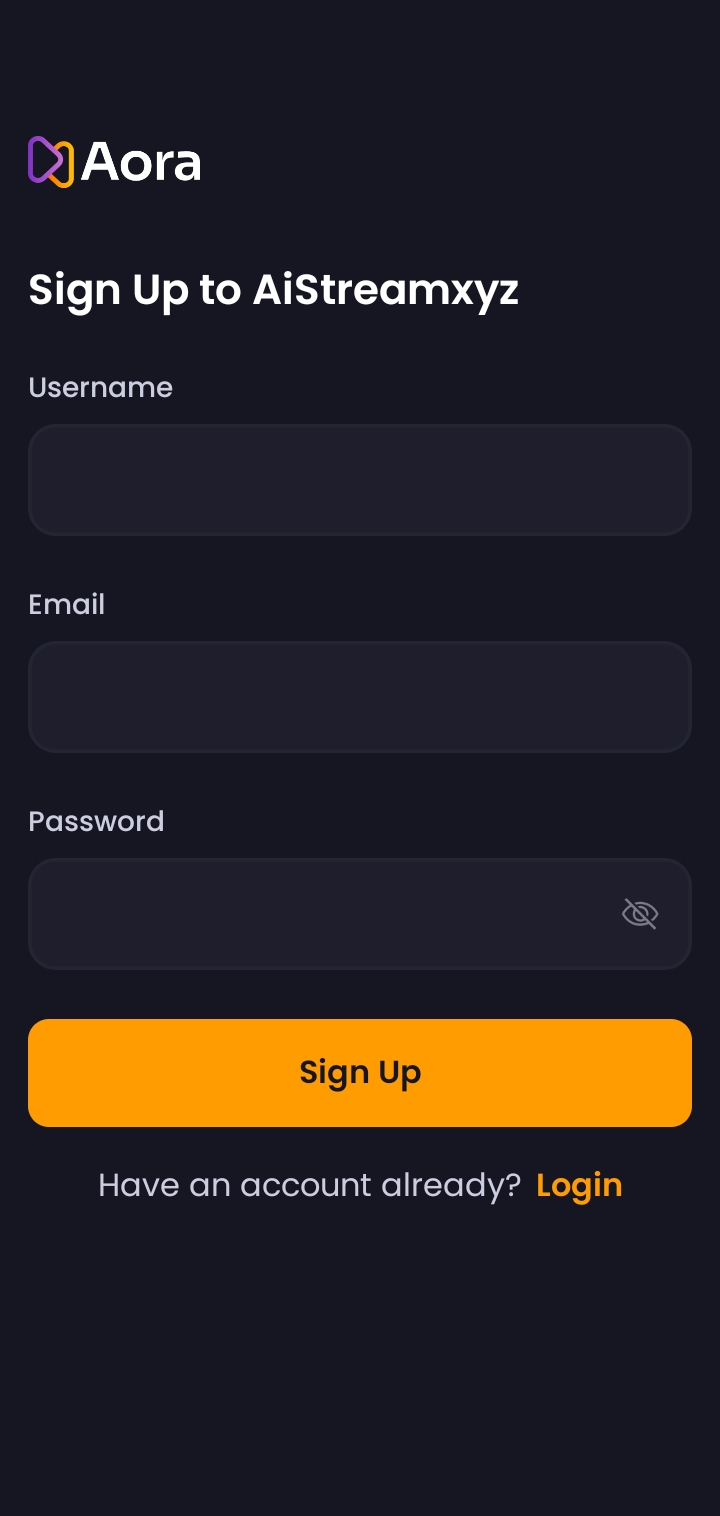 Aora
Sign Up to AiStreamxyz
Username
Email
Password
Sign Up
Have an account already? Login